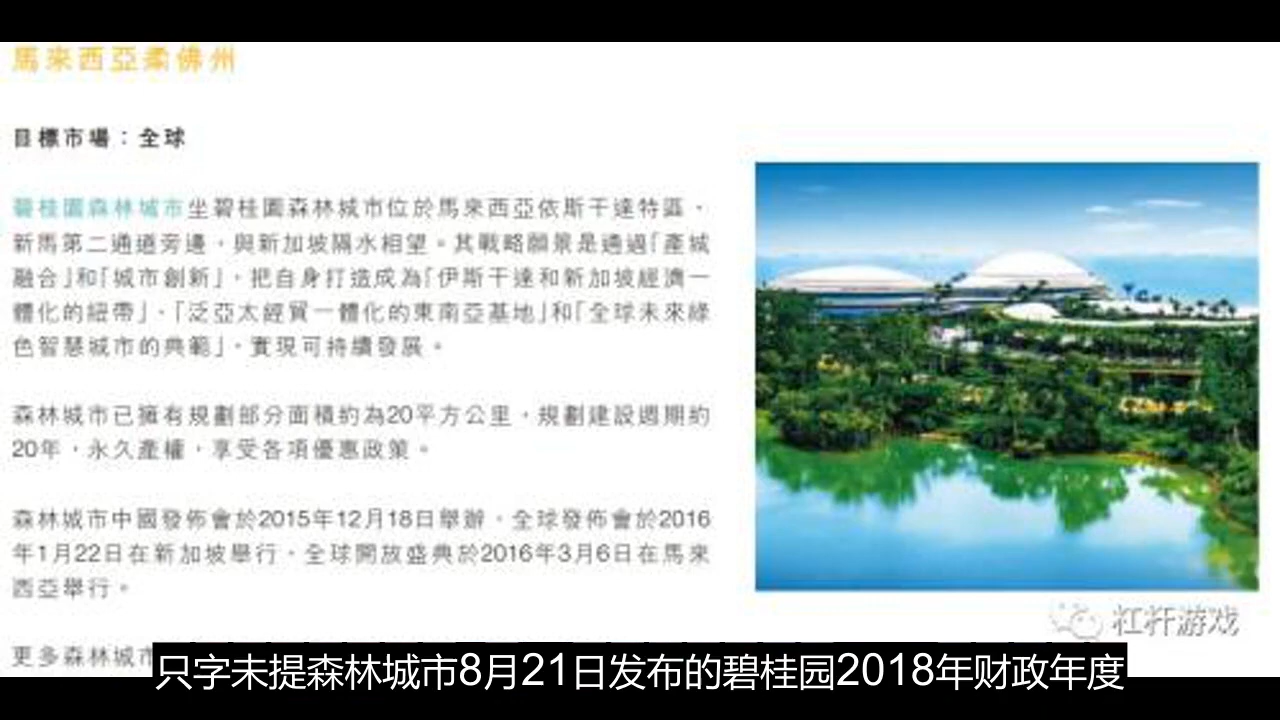 馬來西亞柔佛州
目標市場：全球
碧桂園森林城市坐碧桂園森林城市位於馬來西亞依斯干達特區，
新馬第二通道旁邊，與新加坡隔水相望。其戰略願景是通過「產城
融合」和「城市創新」，把自身打造成為「伊斯干達和新加坡經濟一
體化的紐帶」、「泛亞太經貿一體化的東南亞基地」和「全球未來綠
色智慧城市的典範」，實現可持續發展。
森林城市已擁有規劃部分面積約為20平方公里，規劃建設週期約
20年，永久產權，享受各項優惠政策。
森林城市中國發佈會於2015年12月18日舉辦，全球發佈會於2016
年1月22日在新加坡舉行，全球開放盛典於2016年3月6日在馬來
西亞舉行。
杠杆游戏
更多森林城市
只字未提森林城市8月21日发布的碧桂园2018年财政年度